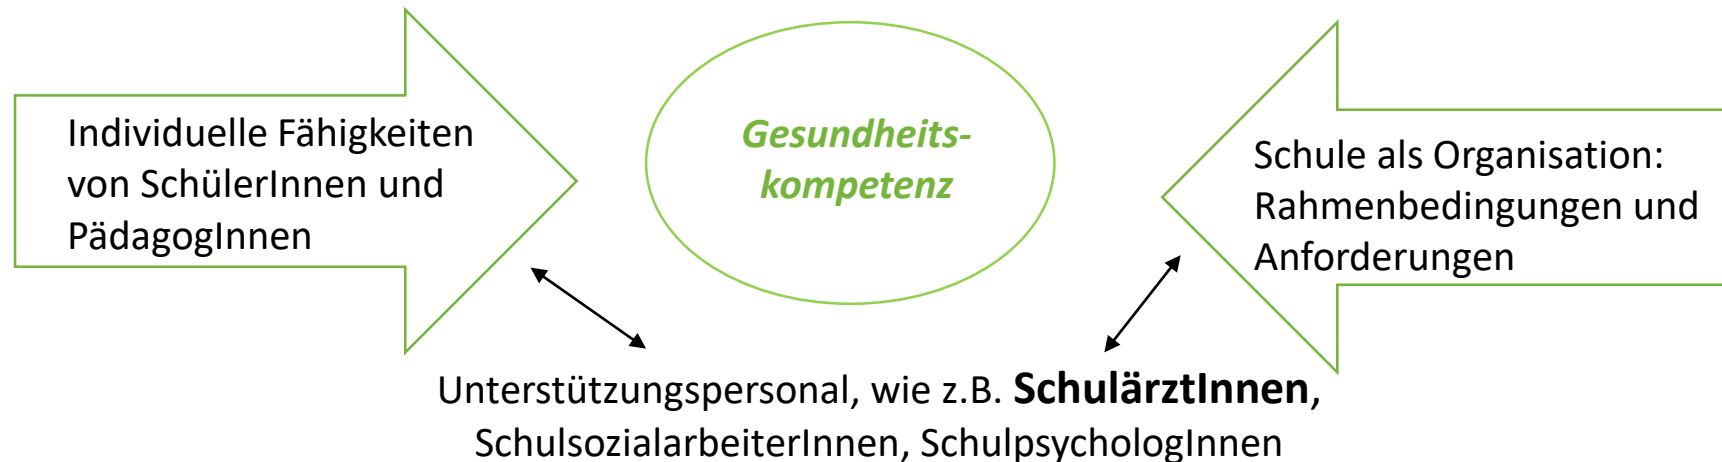 Individuelle Fähigkeiten
von SchülerInnen und
PädagogInnen
Gesundheits-
kompetenz
Schule als Organisation:
Rahmenbedingungen und
Anforderungen
Unterstützungspersonal, wie z.B. SchulärztInnen,
SchulsozialarbeiterInnen, SchulpsychologInnen